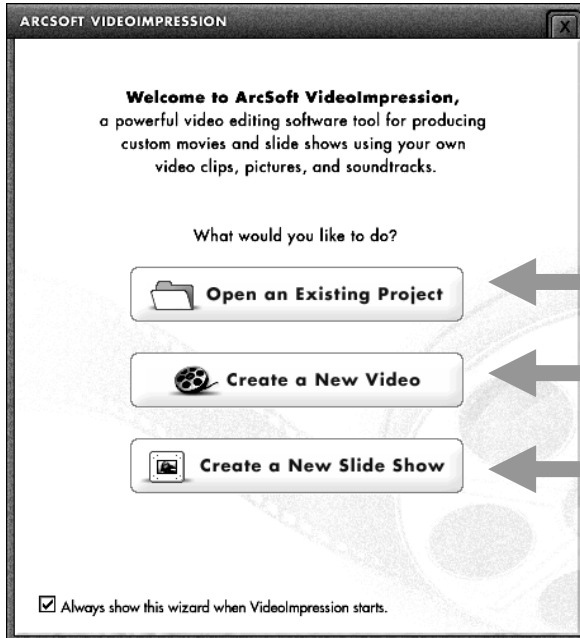 ARCSOFT VIDEOIMPRESSION
X
Welcome to ArcSoft VideoImpression,
a powerful video editing software tool for producing
custom movies and slide shows using your own
video clips, pictures, and soundtracks.
What would you like to do?
Open an Existing Project
Create a New Video
Create a New Slide Show
Always show this wizard when VideoImpression starts.